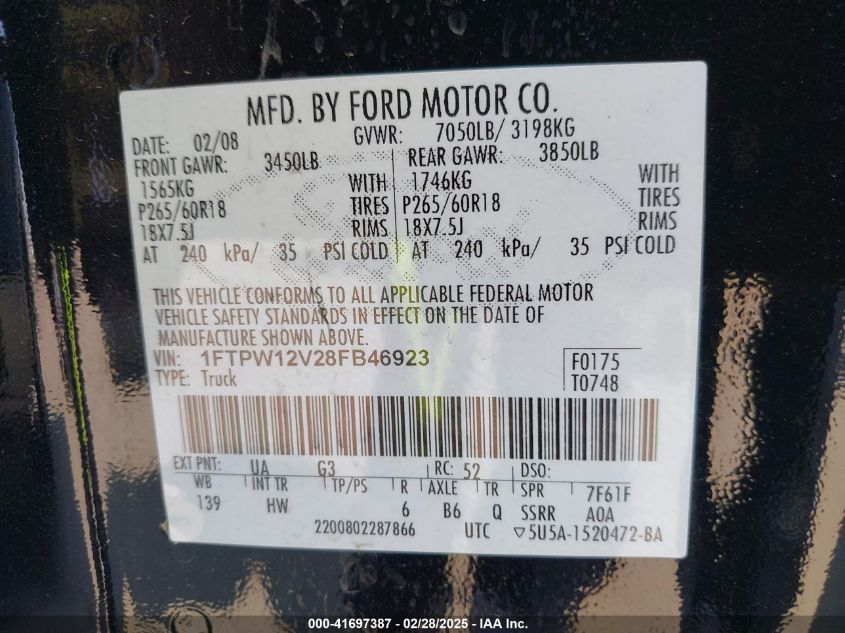 MFD. BY FORD MOTOR CO.
DATE: 02/08 GVWR: 7050LB/ 3198KG
FRONT GAWR: 3450LB REAR GAWR: 3850LB
1565KG WITH 1746KG WITH
P265/60R18 TIRES P265/60R18 TIRES
18X7.5J RIMS 18X7.5J RIMS
AT 240 kPa/ 35 PSI COLD AT 240 kPa/ 35 PSI COLD
THIS VEHICLE CONFORMS TO ALL APPLICABLE FEDERAL MOTOR
VEHICLE SAFETY STANDARDS IN EFFECT ON THE DATE OF
MANUFACTURE SHOWN ABOVE.
VIN: 1FTPW12V28FB46923 F0175
TYPE: Truck T0748
EXT PNT: UA G3 RC: 52 DSO:
WB INT TR TP/PS R AXLE TR SPR 7F61F
139 HW 6 B6 Q SSRR A0A
2200802287866 UTC ▽5U5A-1520472-BA
000-41697387 - 02/28/2025 - IAA Inc.